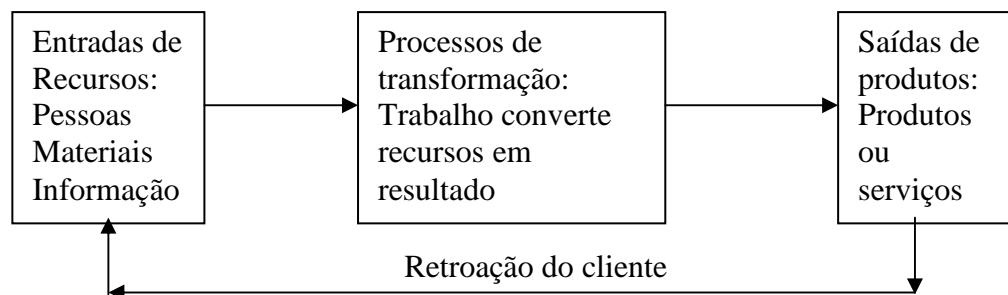 Entradas de
Recursos:
Pessoas
Materiais
Informação
Processos de
transformação:
Trabalho converte
recursos em
resultado
Saídas de
produtos:
Produtos
ou
serviços
Retroação do cliente